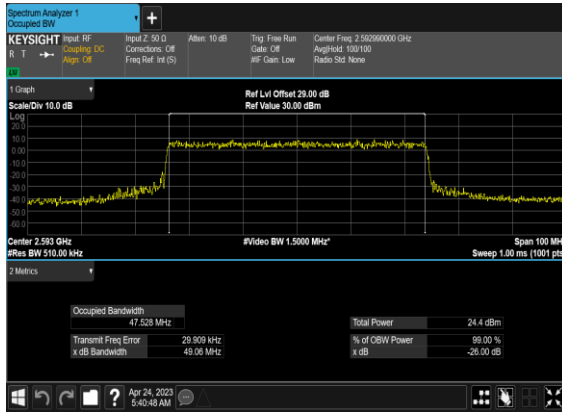 Spectrum Analyzer 1
Occupied BW
+
KEYSIGHT
R T
LXI
Input: RF
Coupling: DC
Align: Off
Input Z: 50 Ω
Corrections: Off
Freq Ref: Int (S)
Atten: 10 dB
Trig: Free Run
Gate: Off
#IF Gain: Low
Center Freq: 2.592990000 GHz
Avg|Hold: 100/100
Radio Std: None
1 Graph
Scale/Div 10.0 dB
Ref Lvl Offset 29.00 dB
Ref Value 30.00 dBm
Log
20.0
10.0
0.00
-10.0
-20.0
-30.0
-40.0
-50.0
-60.0
Center 2.593 GHz
#Res BW 510.00 kHz
#Video BW 1.5000 MHz*
Span 100 MH
Sweep 1.00 ms (1001 pts
2 Metrics
Occupied Bandwidth
47.528 MHz
Transmit Freq Error 29.909 kHz
x dB Bandwidth 49.06 MHz
Total Power 24.4 dBm
% of OBW Power 99.00 %
x dB -26.00 dB
?
Apr 24, 2023
5:40:48 AM